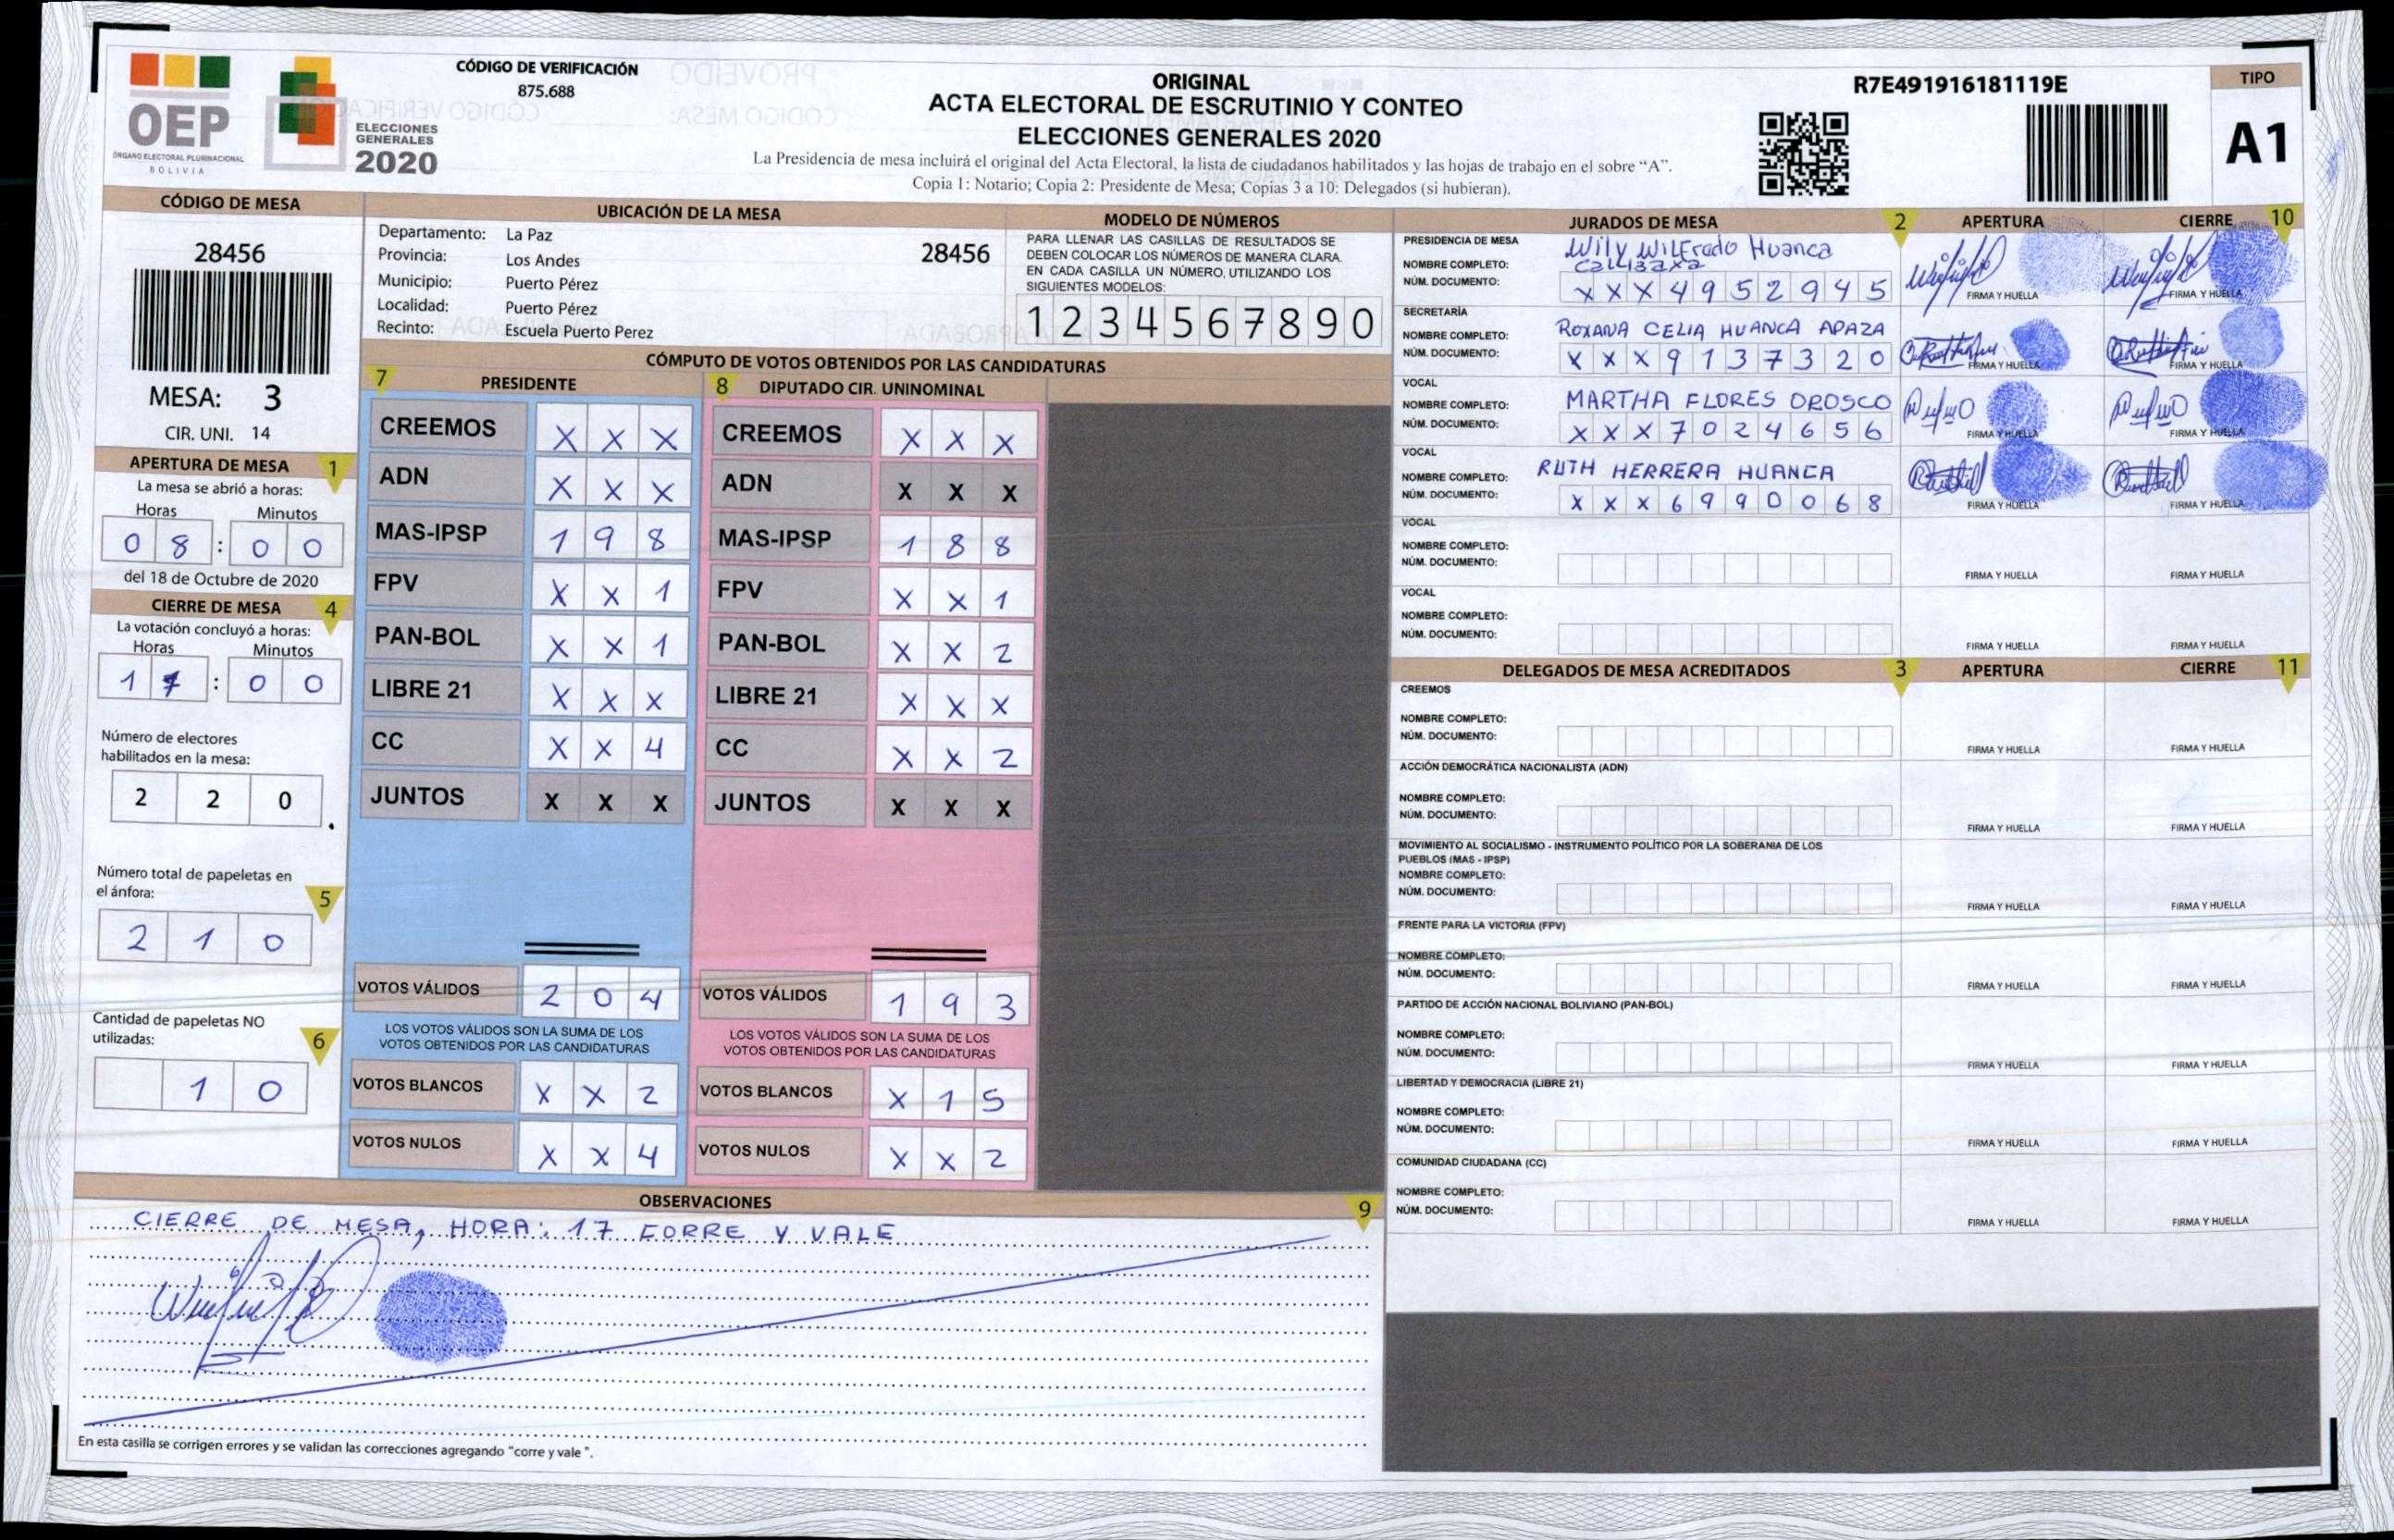 CÓDIGO DE VERIFICACIÓN
875.688
OEP
ÓRGANO ELECTORAL PLURINACIONAL
BOLIVIA
ELECCIONES
GENERALES
2020
ORIGINAL
ACTA ELECTORAL DE ESCRUTINIO Y CONTEO
ELECCIONES GENERALES 2020
La Presidencia de mesa incluirá el original del Acta Electoral, la lista de ciudadanos habilitados y las hojas de trabajo en el sobre “A”.
Copia 1: Notario; Copia 2: Presidente de Mesa; Copias 3 a 10: Delegados (si hubieran).
R7E491916181119E
TIPO
A1
CÓDIGO DE MESA
28456
MESA: 3
CIR. UNI. 14
APERTURA DE MESA 1
La mesa se abrió a horas:
Horas Minutos
0 8 : 0 0
del 18 de Octubre de 2020
CIERRE DE MESA 4
La votación concluyó a horas:
Horas Minutos
1 7 : 0 0
Número de electores
habilitados en la mesa:
2 2 0
Número total de papeletas en
el ánfora: 5
2 1 0
Cantidad de papeletas NO
utilizadas: 6
1 0
UBICACIÓN DE LA MESA
Departamento: La Paz
Provincia: Los Andes
28456
Municipio: Puerto Pérez
Localidad: Puerto Pérez
Recinto: Escuela Puerto Perez
MODELO DE NÚMEROS
PARA LLENAR LAS CASILLAS DE RESULTADOS SE
DEBEN COLOCAR LOS NÚMEROS DE MANERA CLARA.
EN CADA CASILLA UN NÚMERO, UTILIZANDO LOS
SIGUIENTES MODELOS:
1 2 3 4 5 6 7 8 9 0
CÓMPUTO DE VOTOS OBTENIDOS POR LAS CANDIDATURAS
7 PRESIDENTE
CREEMOS X X X
ADN X X X
MAS-IPSP 1 9 8
FPV X X 1
PAN-BOL X X 1
LIBRE 21 X X X
CC X X 4
JUNTOS X X X
VOTOS VÁLIDOS 2 0 4
LOS VOTOS VÁLIDOS SON LA SUMA DE LOS
VOTOS OBTENIDOS POR LAS CANDIDATURAS
VOTOS BLANCOS X X 2
VOTOS NULOS X X 4
8 DIPUTADO CIR. UNINOMINAL
CREEMOS X X X
ADN X X X
MAS-IPSP 1 8 8
FPV X X 1
PAN-BOL X X 2
LIBRE 21 X X X
CC X X 2
JUNTOS X X X
VOTOS VÁLIDOS 1 9 3
LOS VOTOS VÁLIDOS SON LA SUMA DE LOS
VOTOS OBTENIDOS POR LAS CANDIDATURAS
VOTOS BLANCOS X 1 5
VOTOS NULOS X X 2
OBSERVACIONES 9
CIERRE DE MESA, HORA: 17 CORRE Y VALE
En esta casilla se corrigen errores y se validan las correcciones agregando "corre y vale ".
JURADOS DE MESA 2 APERTURA CIERRE 10
PRESIDENCIA DE MESA
NOMBRE COMPLETO: Wily Wilfrado Huanca
Callisaxa
NÚM. DOCUMENTO: X X X 4 9 5 2 9 4 5 FIRMA Y HUELLA FIRMA Y HUELLA
SECRETARÍA
NOMBRE COMPLETO: ROXANA CELIA HUANCA APAZA
NÚM. DOCUMENTO: X X X 9 1 3 7 3 2 0 FIRMA Y HUELLA FIRMA Y HUELLA
VOCAL
NOMBRE COMPLETO: MARTHA FLORES OROSCO
NÚM. DOCUMENTO: X X X 7 0 2 4 6 5 6 FIRMA Y HUELLA FIRMA Y HUELLA
VOCAL
NOMBRE COMPLETO: RUTH HERRERA HUANCA
NÚM. DOCUMENTO: X X X 6 9 9 0 0 6 8 FIRMA Y HUELLA FIRMA Y HUELLA
VOCAL
NOMBRE COMPLETO:
NÚM. DOCUMENTO: FIRMA Y HUELLA FIRMA Y HUELLA
VOCAL
NOMBRE COMPLETO:
NÚM. DOCUMENTO: FIRMA Y HUELLA FIRMA Y HUELLA
DELEGADOS DE MESA ACREDITADOS 3 APERTURA CIERRE 11
CREEMOS
NOMBRE COMPLETO:
NÚM. DOCUMENTO: FIRMA Y HUELLA FIRMA Y HUELLA
ACCIÓN DEMOCRÁTICA NACIONALISTA (ADN)
NOMBRE COMPLETO:
NÚM. DOCUMENTO: FIRMA Y HUELLA FIRMA Y HUELLA
MOVIMIENTO AL SOCIALISMO - INSTRUMENTO POLÍTICO POR LA SOBERANIA DE LOS
PUEBLOS (MAS - IPSP)
NOMBRE COMPLETO:
NÚM. DOCUMENTO: FIRMA Y HUELLA FIRMA Y HUELLA
FRENTE PARA LA VICTORIA (FPV)
NOMBRE COMPLETO:
NÚM. DOCUMENTO: FIRMA Y HUELLA FIRMA Y HUELLA
PARTIDO DE ACCIÓN NACIONAL BOLIVIANO (PAN-BOL)
NOMBRE COMPLETO:
NÚM. DOCUMENTO: FIRMA Y HUELLA FIRMA Y HUELLA
LIBERTAD Y DEMOCRACIA (LIBRE 21)
NOMBRE COMPLETO:
NÚM. DOCUMENTO: FIRMA Y HUELLA FIRMA Y HUELLA
COMUNIDAD CIUDADANA (CC)
NOMBRE COMPLETO:
NÚM. DOCUMENTO: FIRMA Y HUELLA FIRMA Y HUELLA